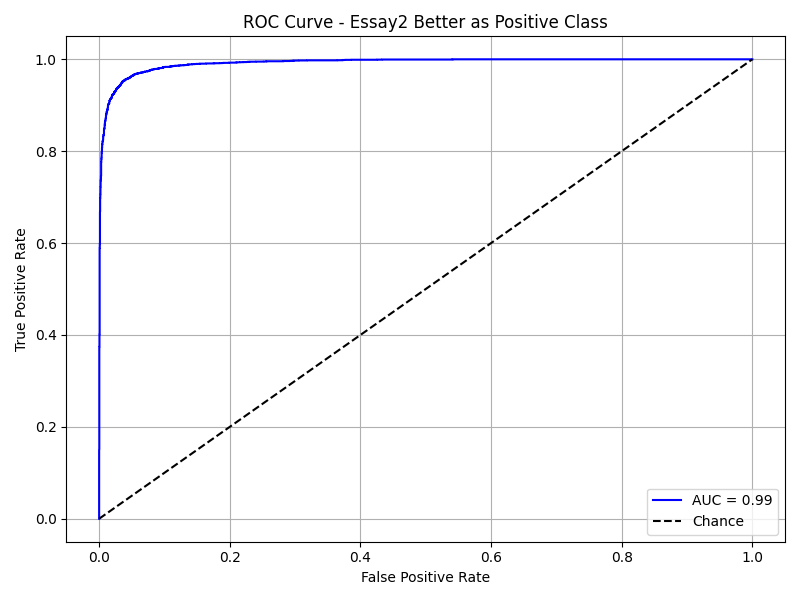 ROC Curve - Essay2 Better as Positive Class
True Positive Rate
1.0
0.8
0.6
0.4
0.2
0.0
0.0 0.2 0.4 0.6 0.8 1.0
False Positive Rate
AUC = 0.99
Chance